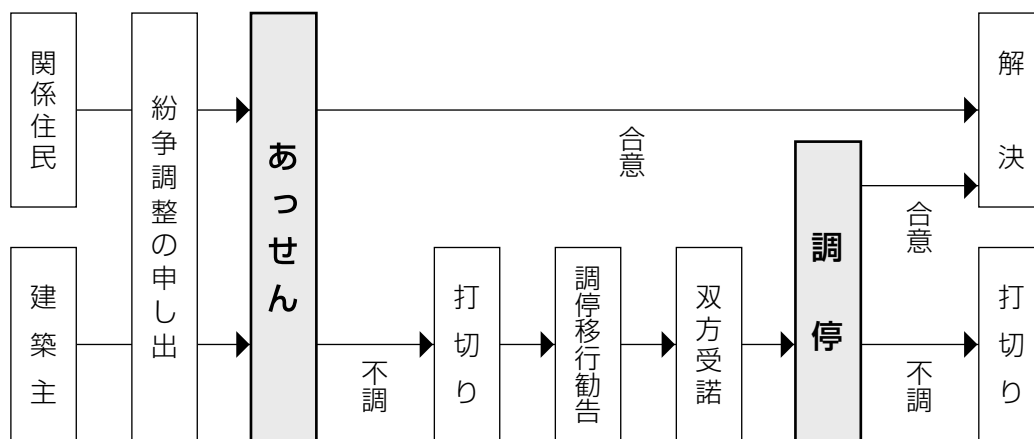 関係住民
建築主
紛争調整の申し出
あっせん
合意
不調
打切り
調停移行勧告
双方受諾
調停
合意
不調
解決
打切り